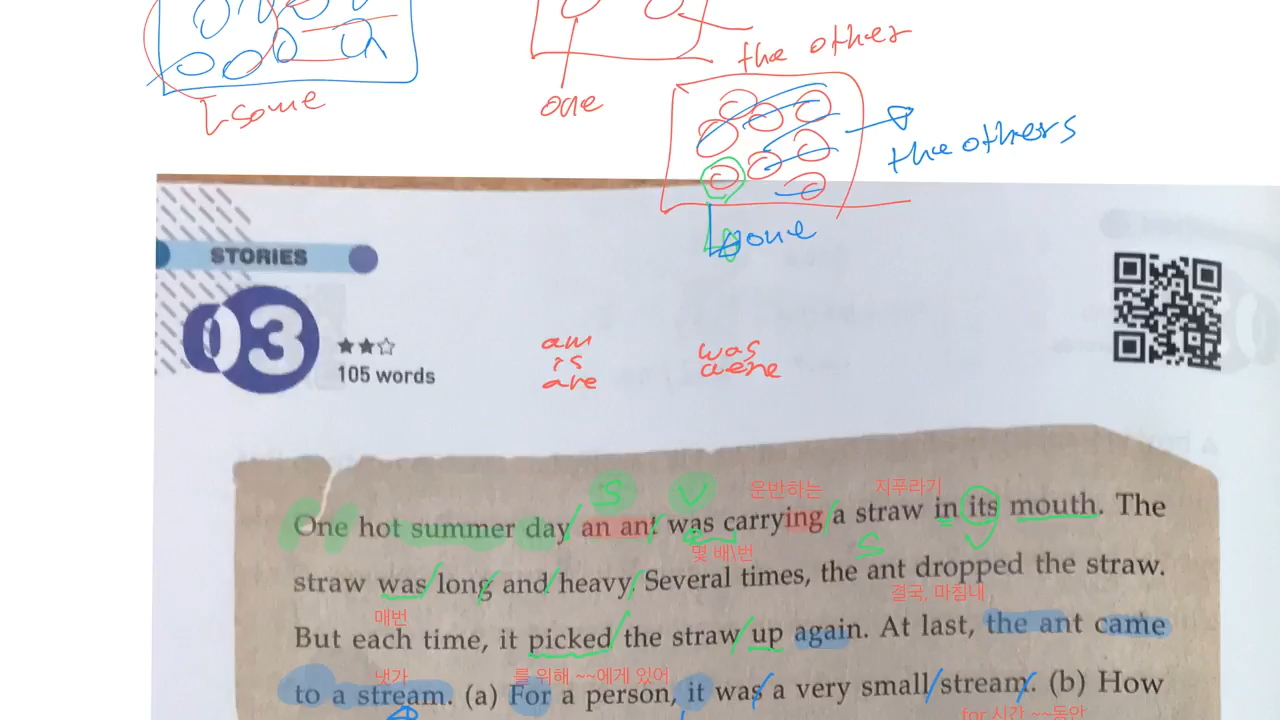 the other
some
one
the others
one
STORIES
03
105 words
am
is
are
was
were
S V 운반하는 지푸라기
One hot summer day an ant was carrying a straw in its mouth. The
몇 배\번 S V
straw was long and heavy. Several times, the ant dropped the straw.
매번 결국, 마침내
But each time, it picked the straw up again. At last, the ant came
냇가 를 위해 ~~에게 있어
to a stream. (a) For a person, it was a very small stream. (b) How
for 시간 ~~동안